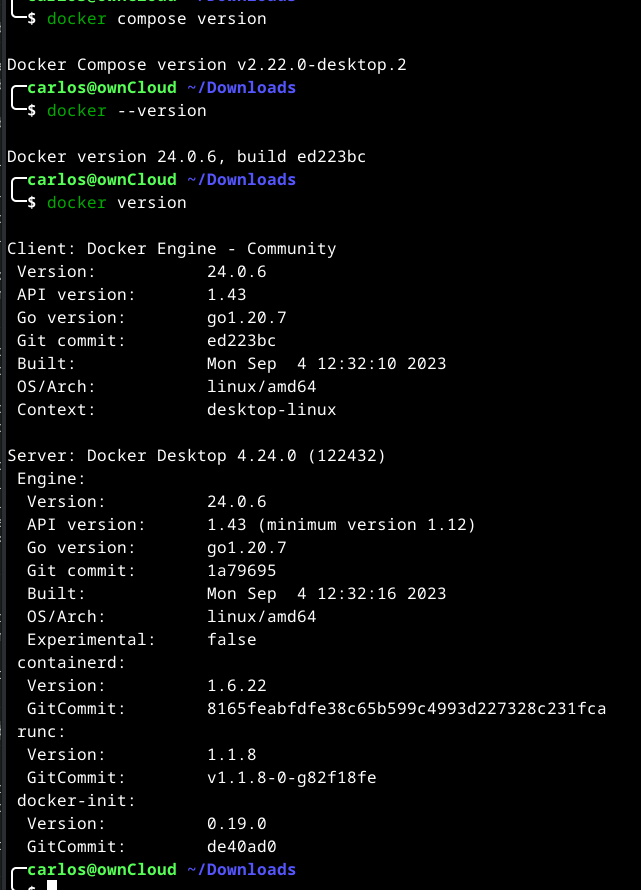 $ docker compose version
Docker Compose version v2.22.0-desktop.2
carlos@ownCloud ~/Downloads
$ docker --version
Docker version 24.0.6, build ed223bc
carlos@ownCloud ~/Downloads
$ docker version
Client: Docker Engine - Community
Version: 24.0.6
API version: 1.43
Go version: go1.20.7
Git commit: ed223bc
Built: Mon Sep  4 12:32:10 2023
OS/Arch: linux/amd64
Context: desktop-linux
Server: Docker Desktop 4.24.0 (122432)
Engine:
Version: 24.0.6
API version: 1.43 (minimum version 1.12)
Go version: go1.20.7
Git commit: 1a79695
Built: Mon Sep  4 12:32:16 2023
OS/Arch: linux/amd64
Experimental: false
containerd:
Version: 1.6.22
GitCommit: 8165feabfdfe38c65b599c4993d227328c231fca
runc:
Version: 1.1.8
GitCommit: v1.1.8-0-g82f18fe
docker-init:
Version: 0.19.0
GitCommit: de40ad0
carlos@ownCloud ~/Downloads
$